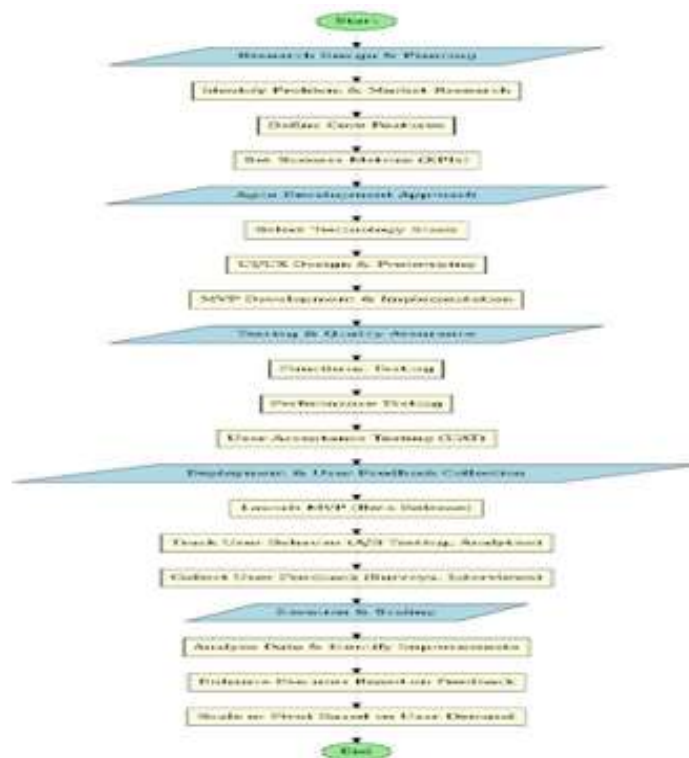 Start
Research Design & Planning
Identify Problem & Market Research
Define Core Features
Set Success Metrics (KPIs)
Agile Development Approach
Select Technology Stack
UI/UX Design & Prototyping
MVP Development & Implementation
Testing & Quality Assurance
Functional Testing
Performance Testing
User Acceptance Testing (UAT)
Deployment & User Feedback Collection
Launch MVP (Beta Release)
Track User Behavior (A/B Testing, Analytics)
Collect User Feedback (Surveys, Interviews)
& Scaling
Analyze Data & Identify Improvements
Enhance Features Based on Feedback
Scale or Pivot Based on User Demand
End